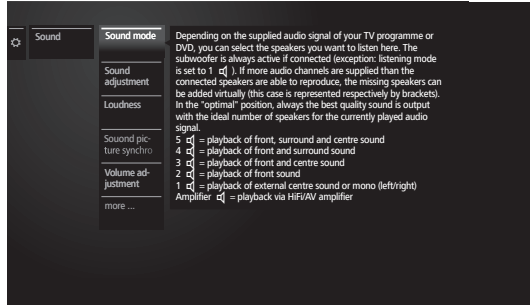 Sound
Sound mode
Sound
adjustment
Loudness
Souond pic-
ture synchro
Volume ad-
justment
more ...
Depending on the supplied audio signal of your TV programme or
DVD, you can select the speakers you want to listen here. The
subwoofer is always active if connected (exception: listening mode
is set to 1 ). If more audio channels are supplied than the
connected speakers are able to reproduce, the missing speakers can
be added virtually (this case is represented respectively by brackets).
In the "optimal" position, always the best quality sound is output
with the ideal number of speakers for the currently played audio
signal.
5 = playback of front, surround and centre sound
4 = playback of front and surround sound
3 = playback of front and centre sound
2 = playback of front sound
1 = playback of external centre sound or mono (left/right)
Amplifier = playback via HiFi/AV amplifier